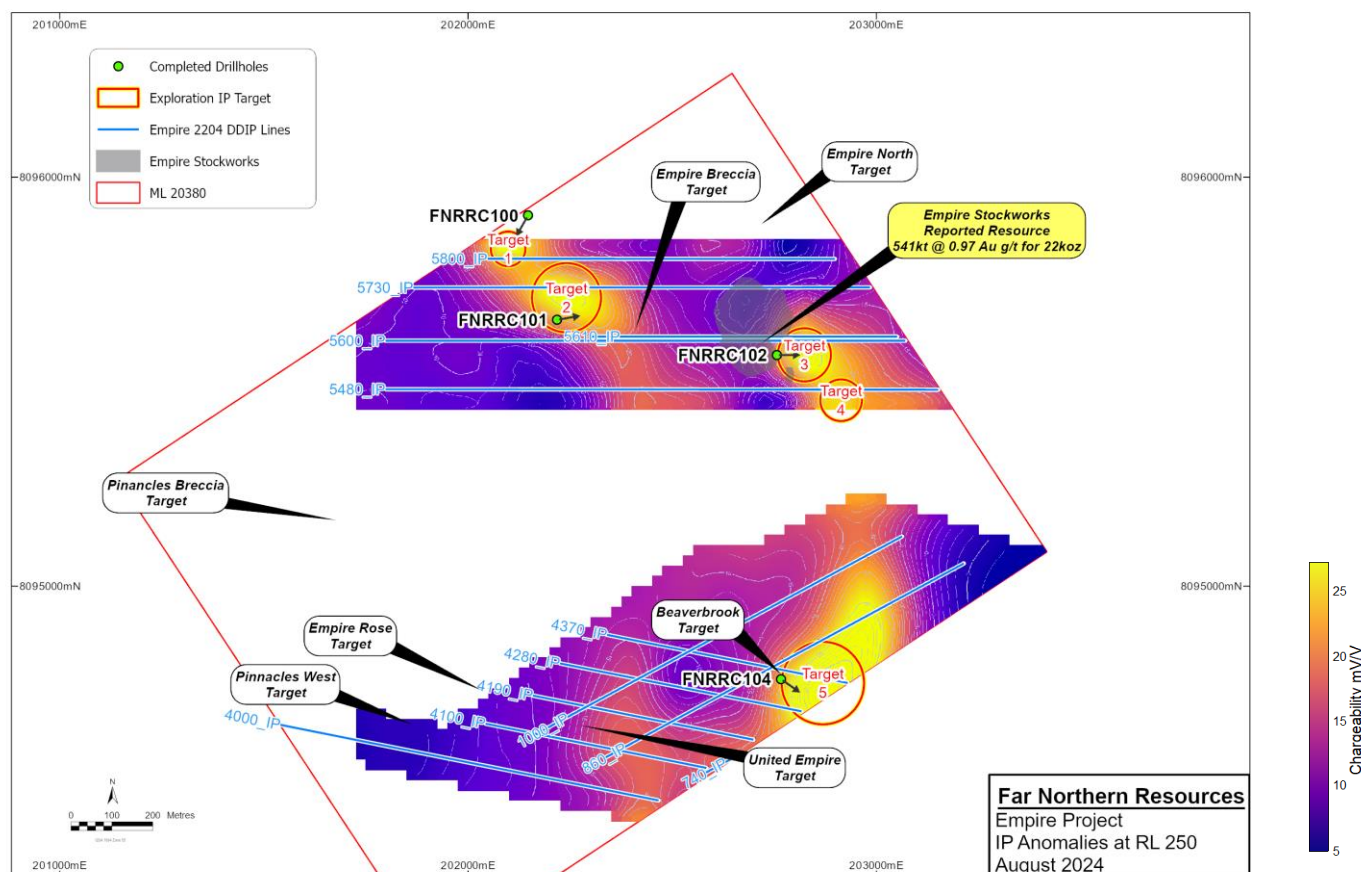 201000mE
202000mE
203000mE
Completed Drillholes
Exploration IP Target
Empire 2204 DDIP Lines
Empire Stockworks
ML 20380
8096000mN
8096000mN
Empire North
Target
Empire Breccia
Target
Empire Stockworks
Reported Resource
541kt @ 0.97 Au g/t for 22koz
FNRRC100
Target
1
5800_IP
5730_IP
Target
2
FNRRC101
5610_IP
5600_IP
FNRRC102
Target
3
5480_IP
Target
4
Pinancles Breccia
Target
8095000mN
8095000mN
Beaverbrook
Target
Empire Rose
Target
4370_IP
4280_IP
FNRRC104
Target
5
Pinnacles West
Target
4190_IP
4100_IP
4000_IP
1000_IP
860_IP
740_IP
United Empire
Target
N
0 100 200 Metres
Far Northern Resources
Empire Project
IP Anomalies at RL 250
August 2024
201000mE
202000mE
203000mE
25
20
15
10
5
Chargeability mV/V